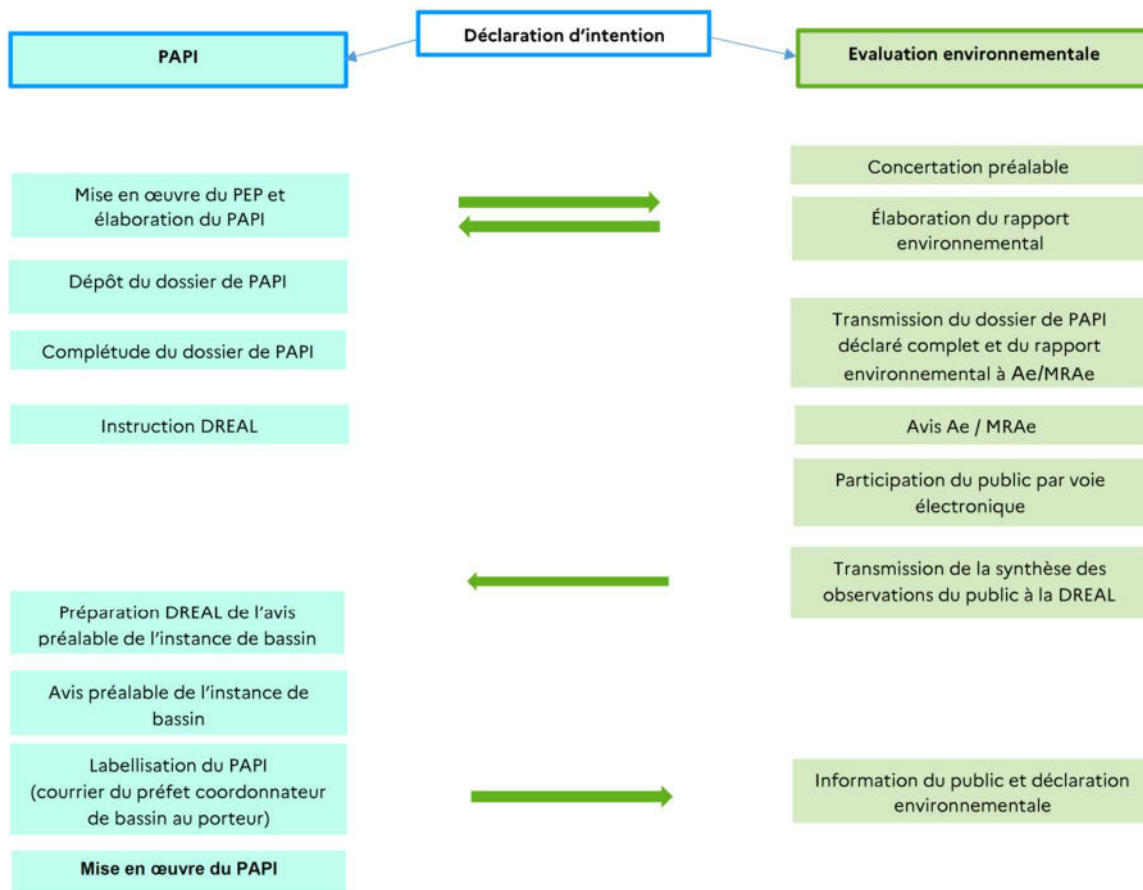 Déclaration d’intention
PAPI
Evaluation environnementale
Concertation préalable
Mise en œuvre du PEP et
élaboration du PAPI
Élaboration du rapport
environnemental
Dépôt du dossier de PAPI
Complétude du dossier de PAPI
Transmission du dossier de PAPI
déclaré complet et du rapport
environnemental à Ae/MRAe
Instruction DREAL
Avis Ae / MRAe
Participation du public par voie
électronique
Transmission de la synthèse des
observations du public à la DREAL
Préparation DREAL de l’avis
préalable de l’instance de bassin
Avis préalable de l’instance de
bassin
Labellisation du PAPI
(courrier du préfet coordonnateur
de bassin au porteur)
Information du public et déclaration
environnementale
Mise en œuvre du PAPI